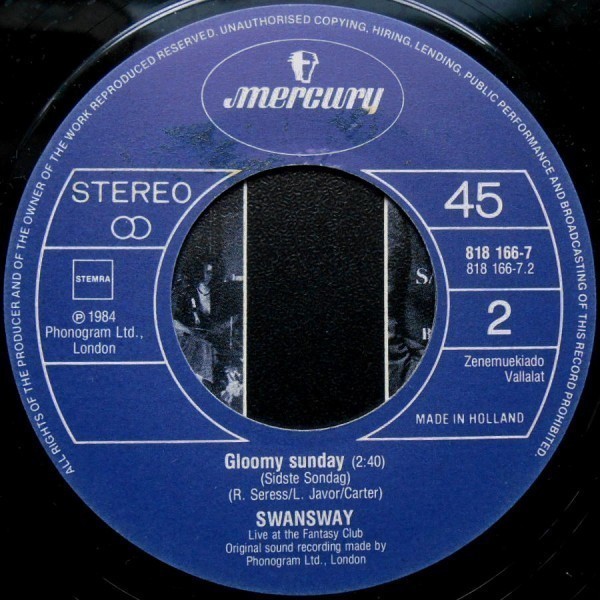 ALL RIGHTS OF THE PRODUCER AND OF THE OWNER OF THE WORK REPRODUCED RESERVED. UNAUTHORISED COPYING, HIRING, LENDING, PUBLIC PERFORMANCE AND BROADCASTING OF THIS RECORD PROHIBITED.
mercury
STEREO
STEMRA
℗ 1984
Phonogram Ltd.,
London
45
818 166-7
818 166-7.2
2
Zenemuekiado
Vallalat
MADE IN HOLLAND
Gloomy sunday (2:40)
(Sidste Sondag)
(R. Seress/L. Javor/Carter)
SWANSWAY
Live at the Fantasy Club
Original sound recording made by
Phonogram Ltd., London